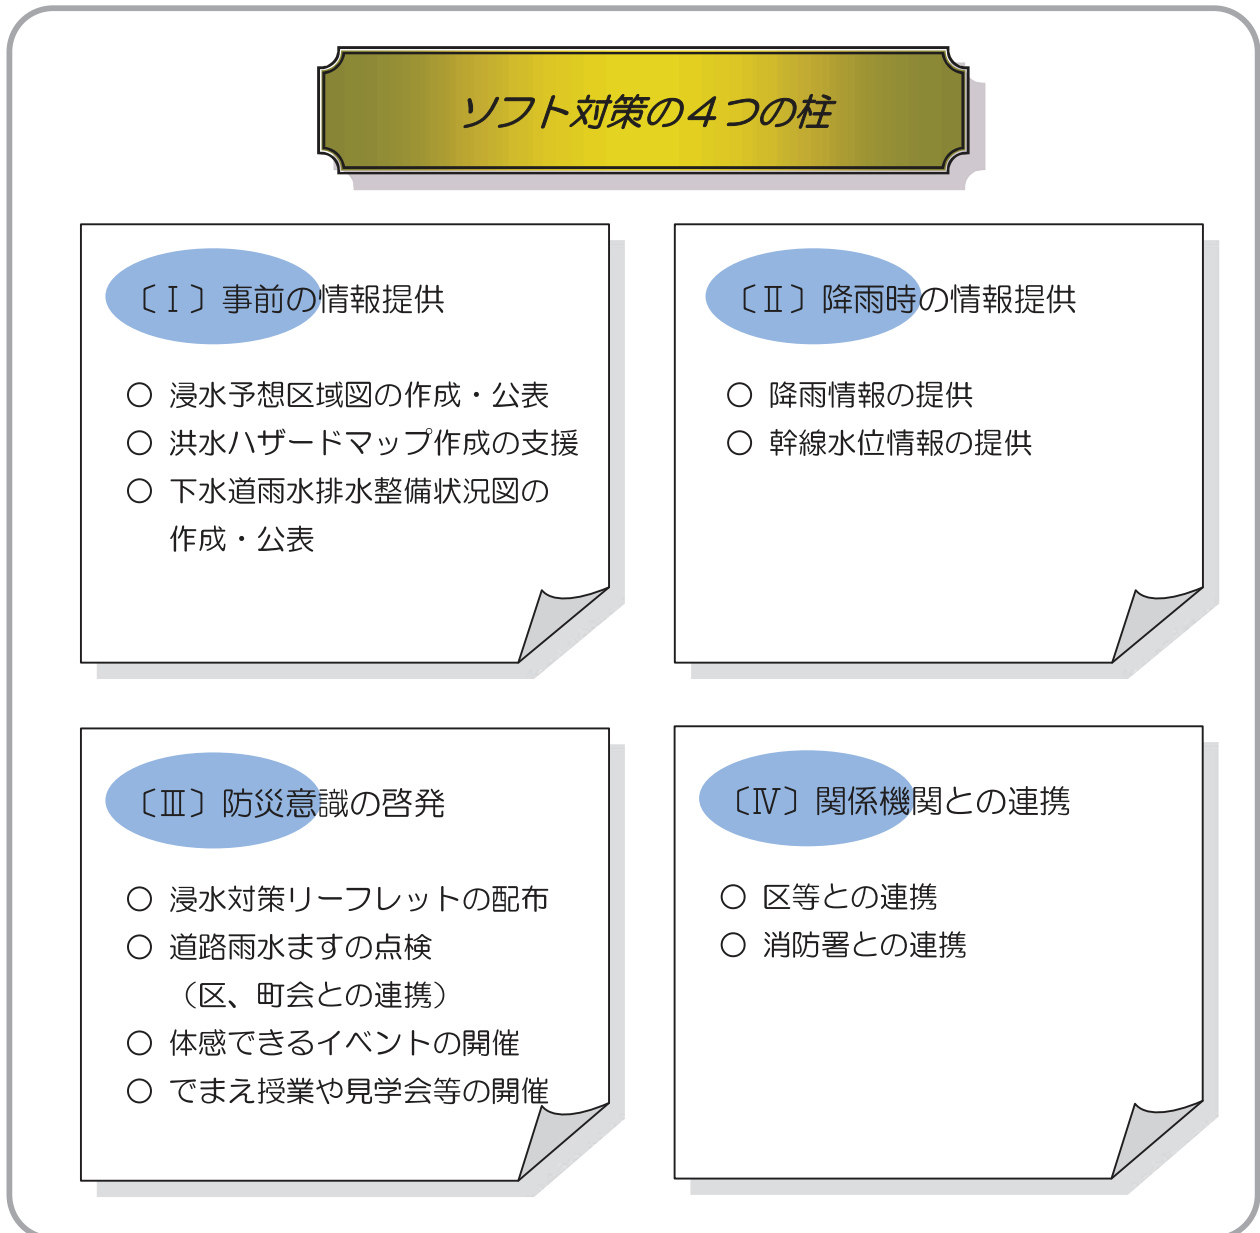 ソフト対策の４つの柱
〔Ⅰ〕事前の情報提供
○ 浸水予想区域図の作成・公表
○ 洪水ハザードマップ作成の支援
○ 下水道雨水排水整備状況図の
作成・公表
〔Ⅱ〕降雨時の情報提供
○ 降雨情報の提供
○ 幹線水位情報の提供
〔Ⅲ〕防災意識の啓発
○ 浸水対策リーフレットの配布
○ 道路雨水ますの点検
（区、町会との連携）
○ 体感できるイベントの開催
○ でまえ授業や見学会等の開催
〔Ⅳ〕関係機関との連携
○ 区等との連携
○ 消防署との連携